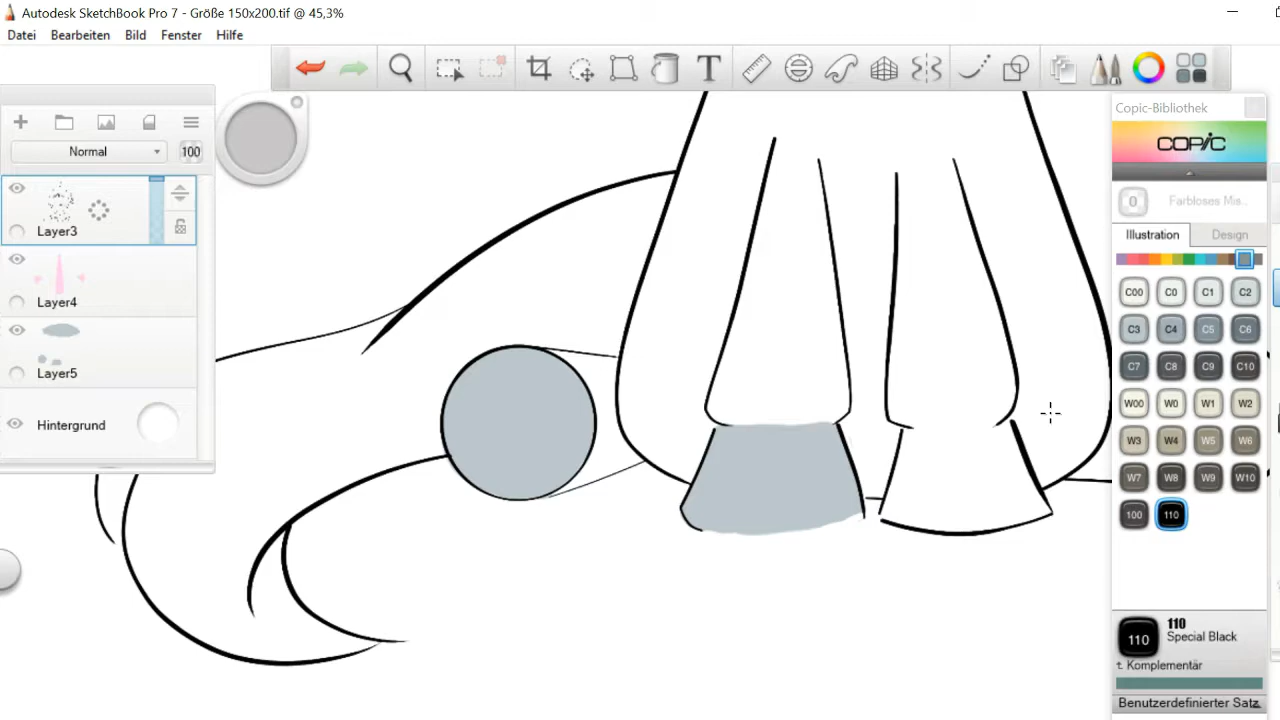 Autodesk SketchBook Pro 7 - Größe 150x200.tif @ 45,3%
Datei Bearbeiten Bild Fenster Hilfe
T
Normal 100
Layer3
Layer4
Layer5
Hintergrund
Copic-Bibliothek
COPIC
0 Farbloses Mis..
Illustration Design
C00 C0 C1 C2
C3 C4 C5 C6
C7 C8 C9 C10
W00 W0 W1 W2
W3 W4 W5 W6
W7 W8 W9 W10
100 110
110
110
Special Black
1. Komplementär
Benutzerdefinierter Satz